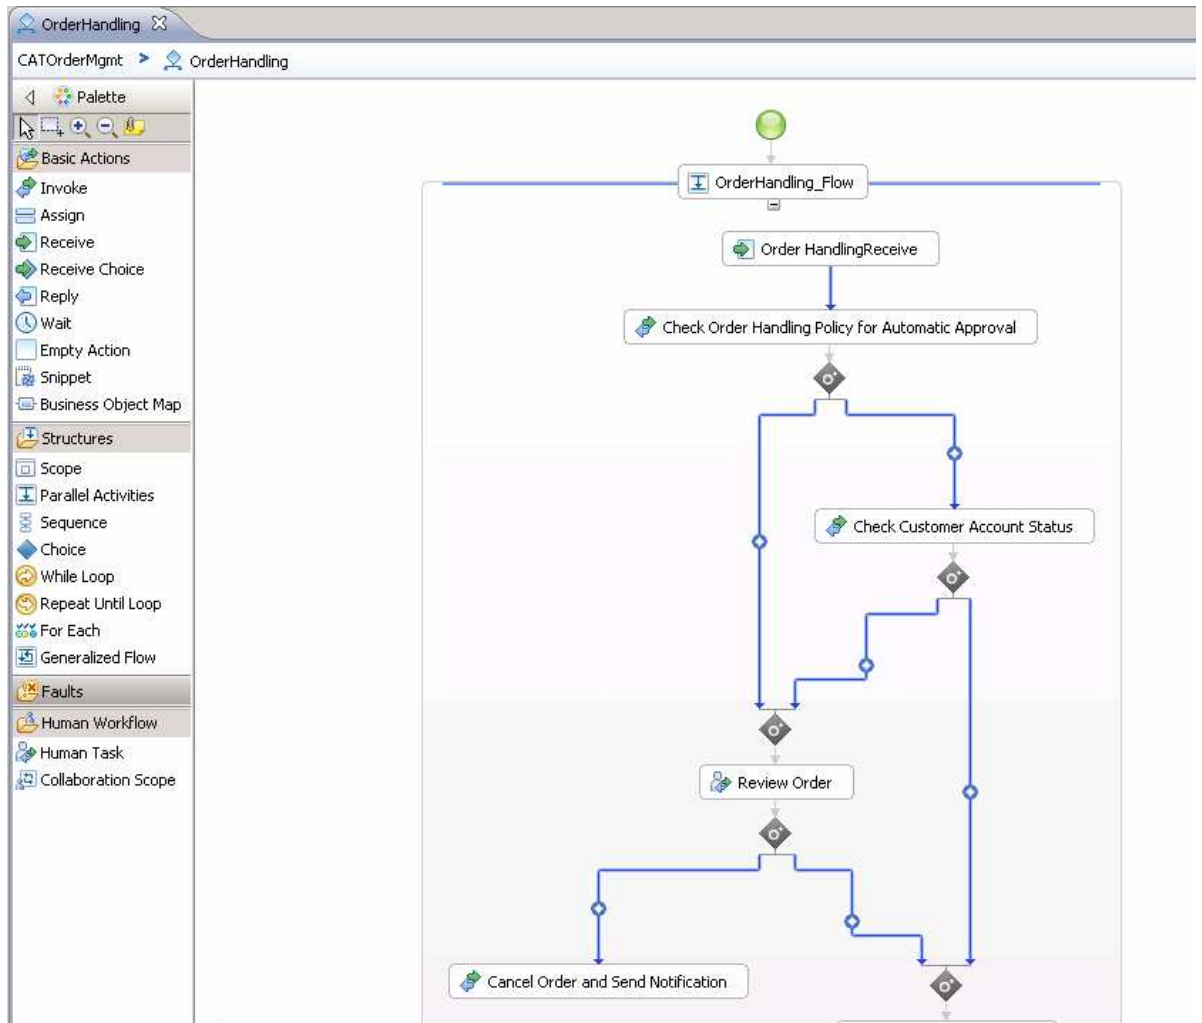 OrderHandling
CATOrderMgmt > OrderHandling
Palette
Basic Actions
Invoke
Assign
Receive
Receive Choice
Reply
Wait
Empty Action
Snippet
Business Object Map
Structures
Scope
Parallel Activities
Sequence
Choice
While Loop
Repeat Until Loop
For Each
Generalized Flow
Faults
Human Workflow
Human Task
Collaboration Scope
OrderHandling_Flow
Order HandlingReceive
Check Order Handling Policy for Automatic Approval
Check Customer Account Status
Review Order
Cancel Order and Send Notification